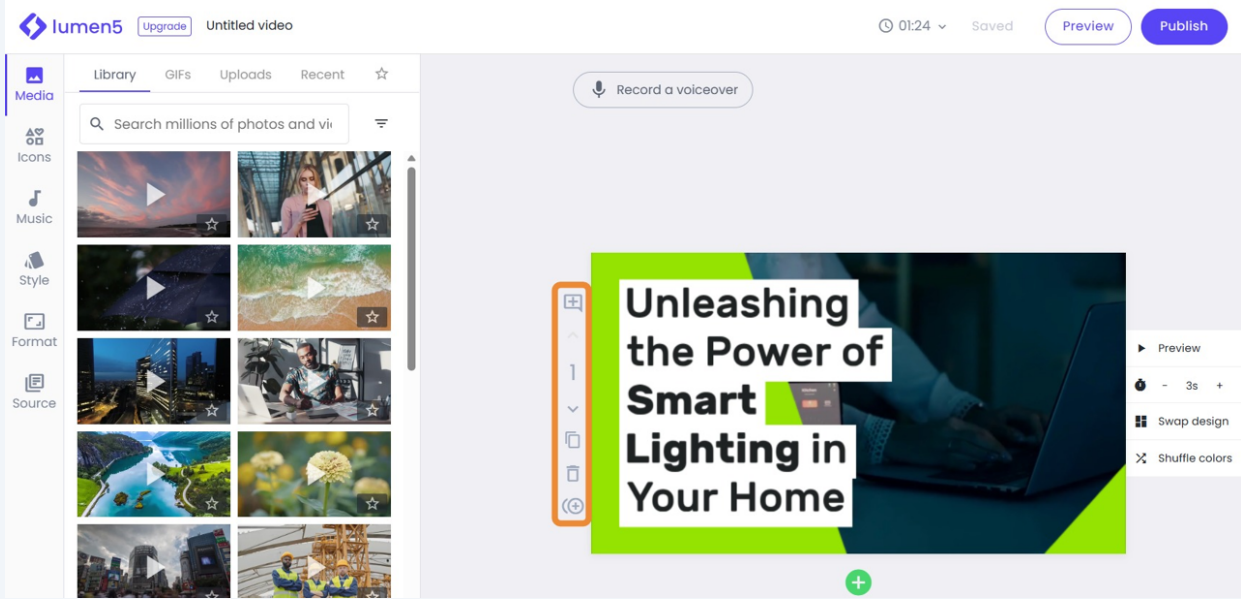 lumen5 Upgrade Untitled video 01:24 Saved Preview Publish
Library GIFs Uploads Recent
Media
Search millions of photos and vi
Icons
Music
Style
Format
Source
Record a voiceover
1
Unleashing
the Power of
Smart
Lighting in
Your Home
Preview
- 3s +
Swap design
Shuffle colors